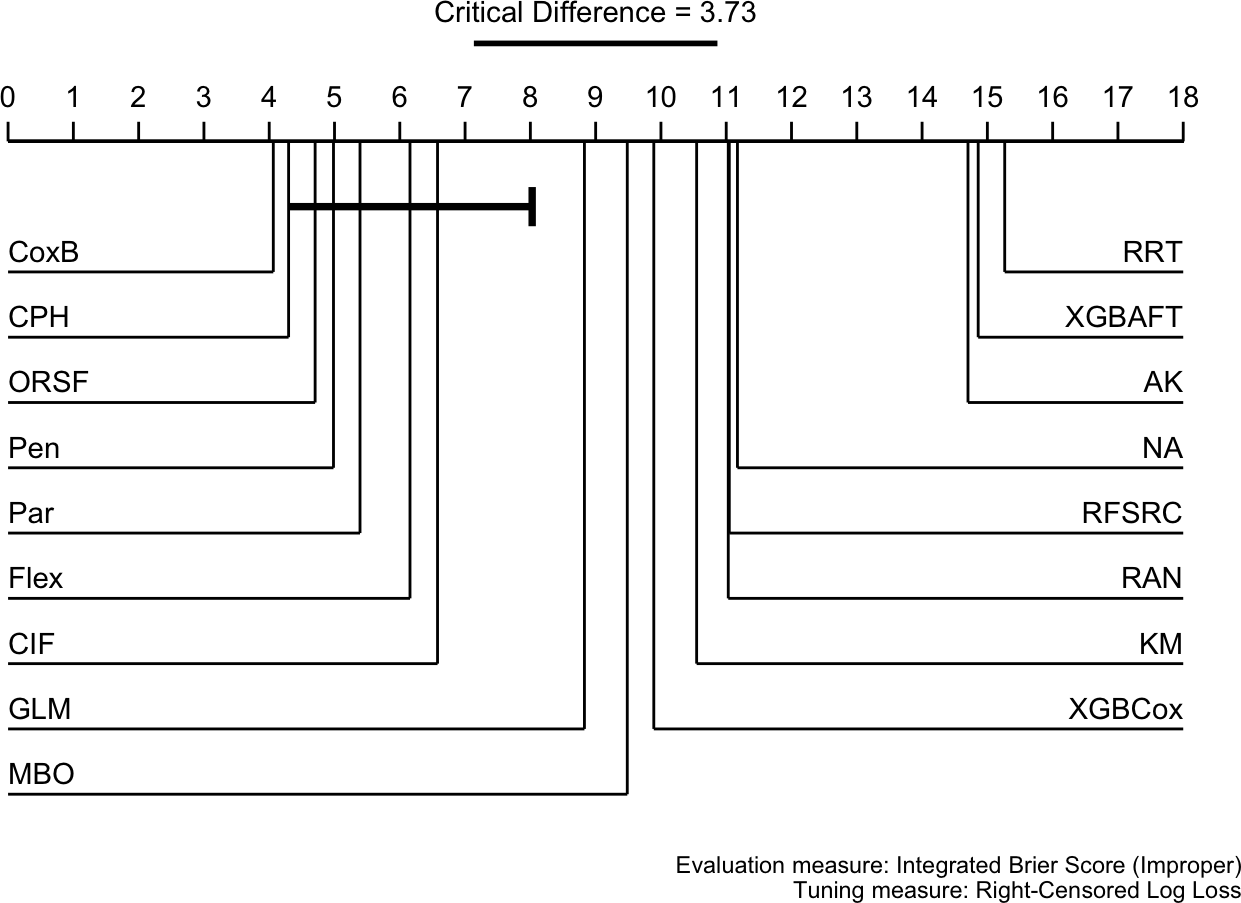 Critical Difference = 3.73
0 1 2 3 4 5 6 7 8 9 10 11 12 13 14 15 16 17 18
CoxB
CPH
ORSF
Pen
Par
Flex
CIF
GLM
MBO
RRT
XGBAFT
AK
NA
RFSRC
RAN
KM
XGBCox
Evaluation measure: Integrated Brier Score (Improper)
Tuning measure: Right-Censored Log Loss